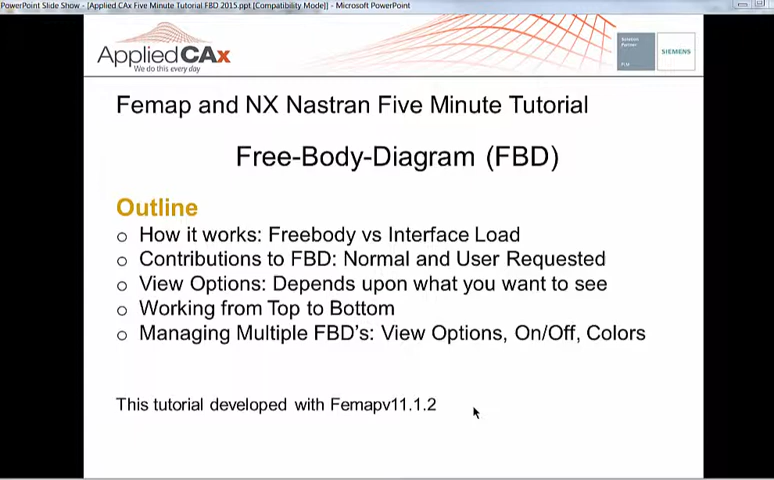 PowerPoint Slide Show - [Applied CAx Five Minute Tutorial FBD 2015.ppt [Compatibility Mode]] - Microsoft PowerPoint
AppliedCAx
We do this every day
Solution
Partner
PLM
SIEMENS
Femap and NX Nastran Five Minute Tutorial
Free-Body-Diagram (FBD)
Outline
o How it works: Freebody vs Interface Load
o Contributions to FBD: Normal and User Requested
o View Options: Depends upon what you want to see
o Working from Top to Bottom
o Managing Multiple FBD's: View Options, On/Off, Colors
This tutorial developed with Femapv11.1.2